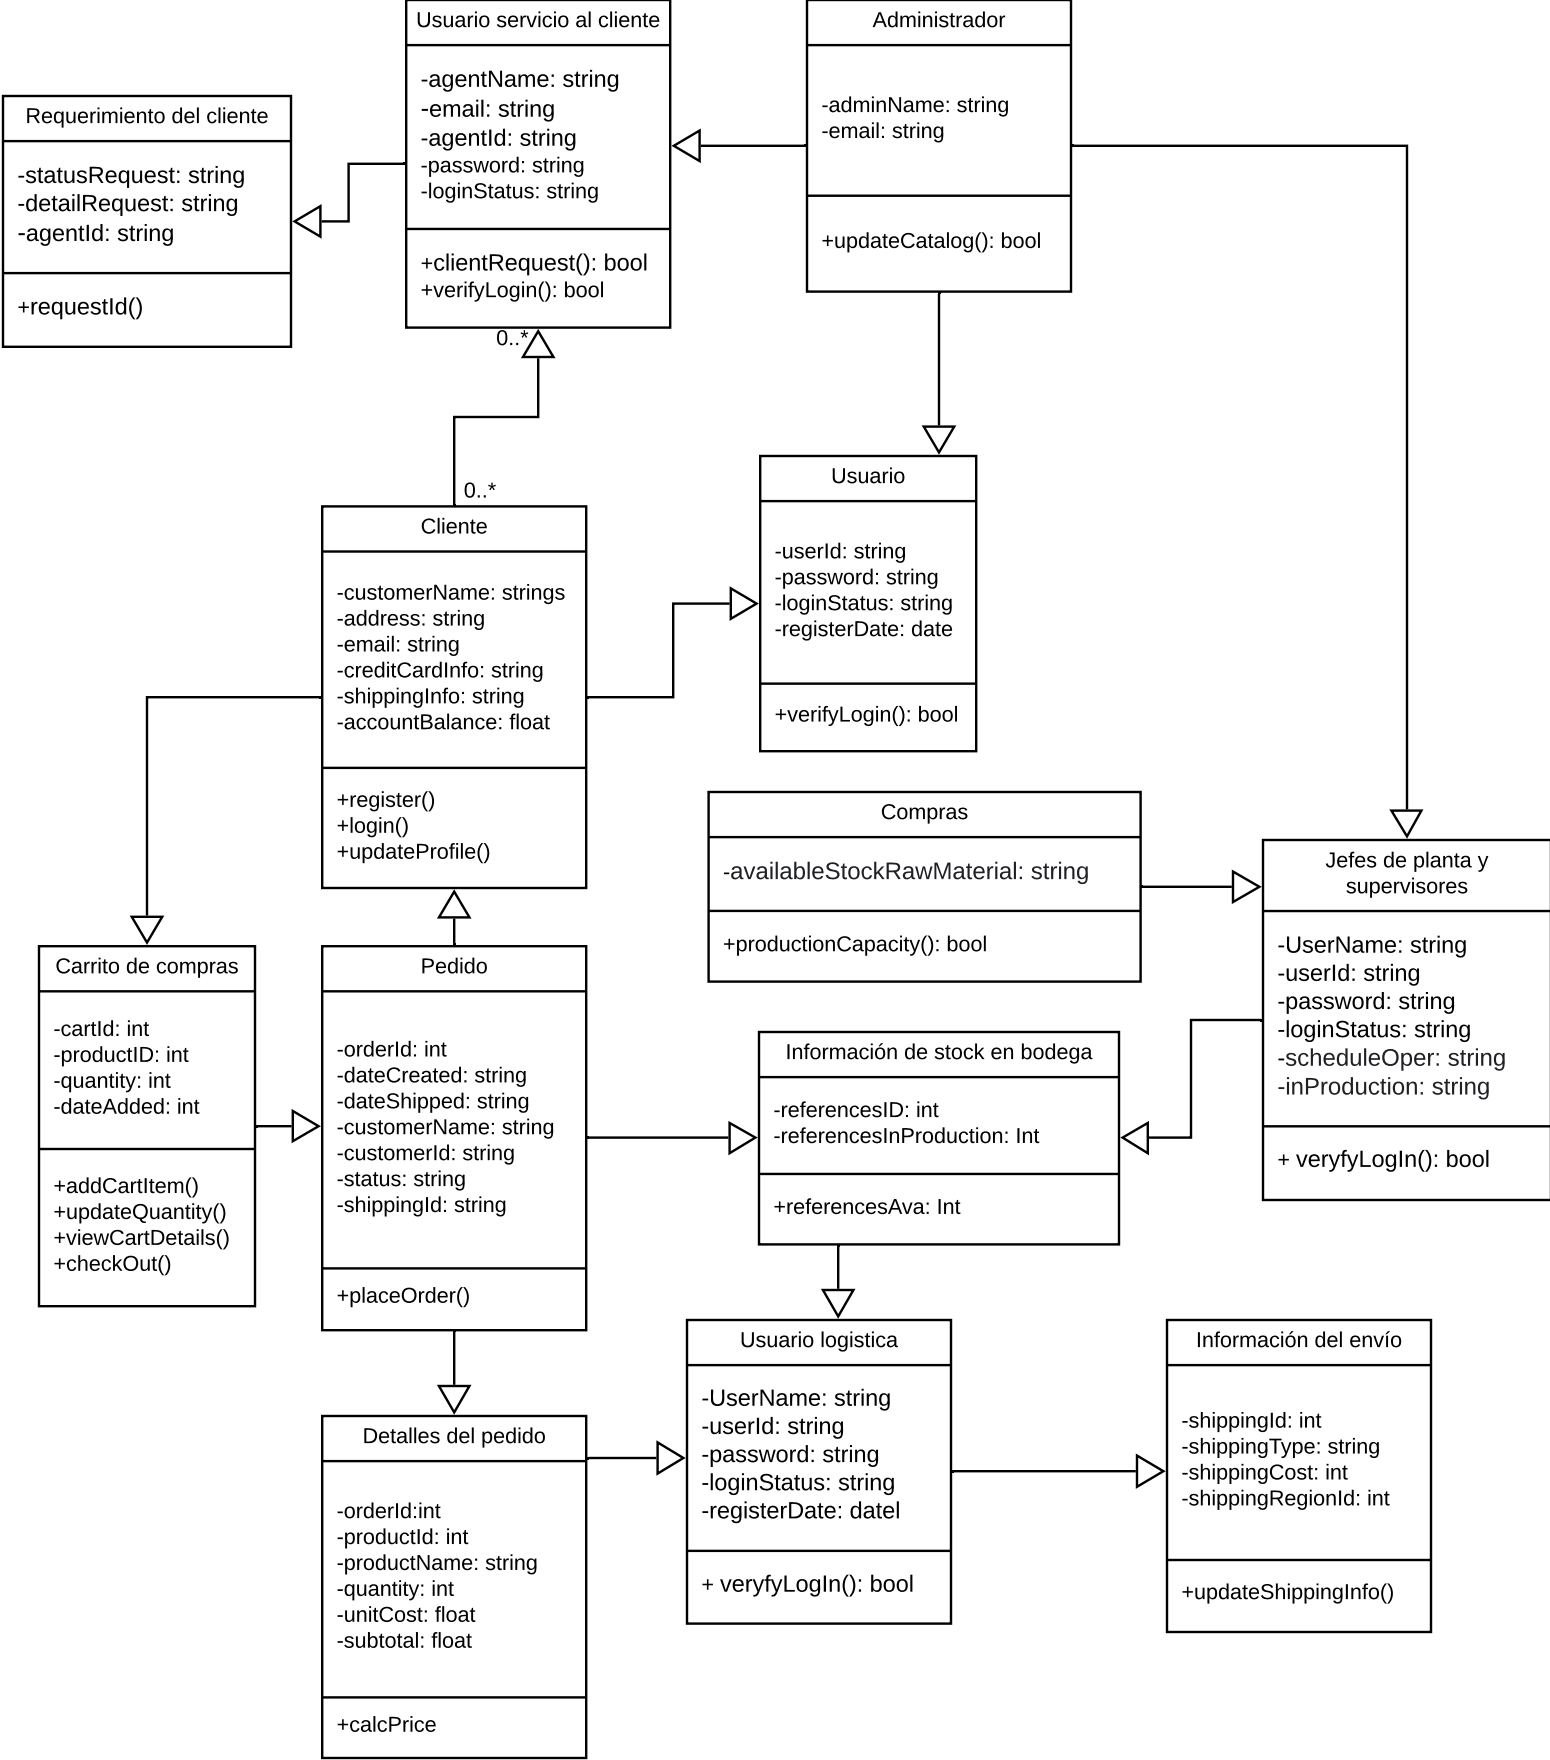 Usuario servicio al cliente
-agentName: string
-email: string
-agentId: string
-password: string
-loginStatus: string
+clientRequest(): bool
+verifyLogin(): bool
Administrador
-adminName: string
-email: string
+updateCatalog(): bool
Requerimiento del cliente
-statusRequest: string
-detailRequest: string
-agentId: string
+requestId()
0..*
0..*
Cliente
-customerName: strings
-address: string
-email: string
-creditCardInfo: string
-shippingInfo: string
-accountBalance: float
+register()
+login()
+updateProfile()
Usuario
-userId: string
-password: string
-loginStatus: string
-registerDate: date
+verifyLogin(): bool
Compras
-availableStockRawMaterial: string
+productionCapacity(): bool
Jefes de planta y
supervisores
-UserName: string
-userId: string
-password: string
-loginStatus: string
-scheduleOper: string
-inProduction: string
+ veryfyLogIn(): bool
Carrito de compras
-cartId: int
-productID: int
-quantity: int
-dateAdded: int
+addCartItem()
+updateQuantity()
+viewCartDetails()
+checkOut()
Pedido
-orderId: int
-dateCreated: string
-dateShipped: string
-customerName: string
-customerId: string
-status: string
-shippingId: string
+placeOrder()
Información de stock en bodega
-referencesID: int
-referencesInProduction: Int
+referencesAva: Int
Usuario logistica
-UserName: string
-userId: string
-password: string
-loginStatus: string
-registerDate: datel
+ veryfyLogIn(): bool
Información del envío
-shippingId: int
-shippingType: string
-shippingCost: int
-shippingRegionId: int
+updateShippingInfo()
Detalles del pedido
-orderId:int
-productId: int
-productName: string
-quantity: int
-unitCost: float
-subtotal: float
+calcPrice